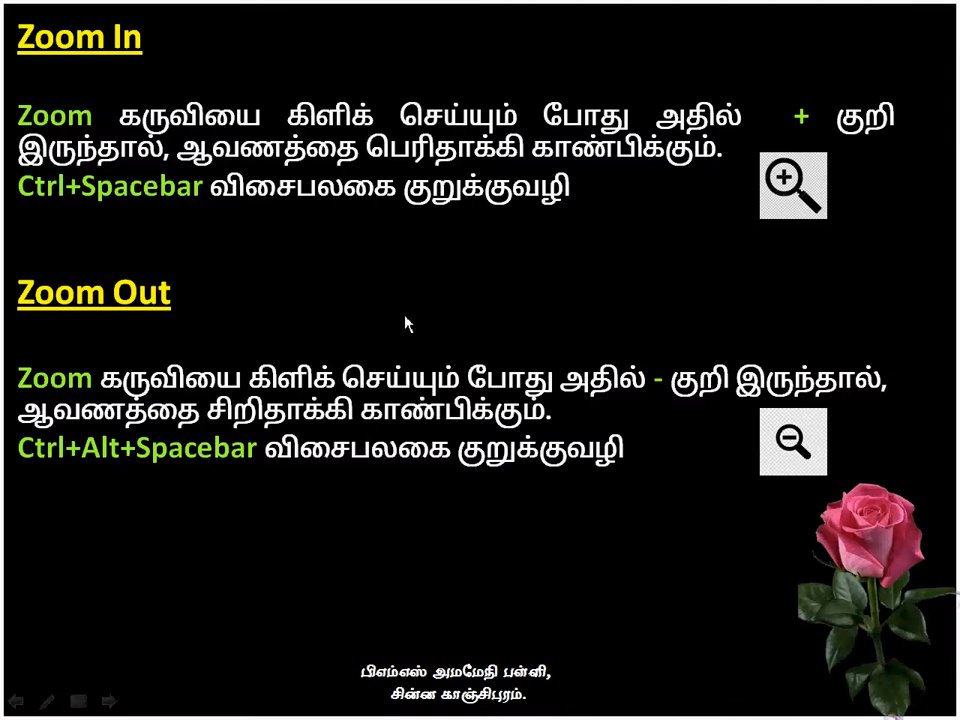 Zoom In
Zoom கருவியை கிளிக் செய்யும் போது அதில் + குறி
இருந்தால், ஆவணத்தை பெரிதாக்கி காண்பிக்கும்.
Ctrl+Spacebar விசைபலகை குறுக்குவழி
Zoom Out
Zoom கருவியை கிளிக் செய்யும் போது அதில் - குறி இருந்தால்,
ஆவணத்தை சிறிதாக்கி காண்பிக்கும்.
Ctrl+Alt+Spacebar விசைபலகை குறுக்குவழி
பிஎம்எஸ் அமமேநி பள்ளி,
சின்ன காஞ்சிபுரம்.